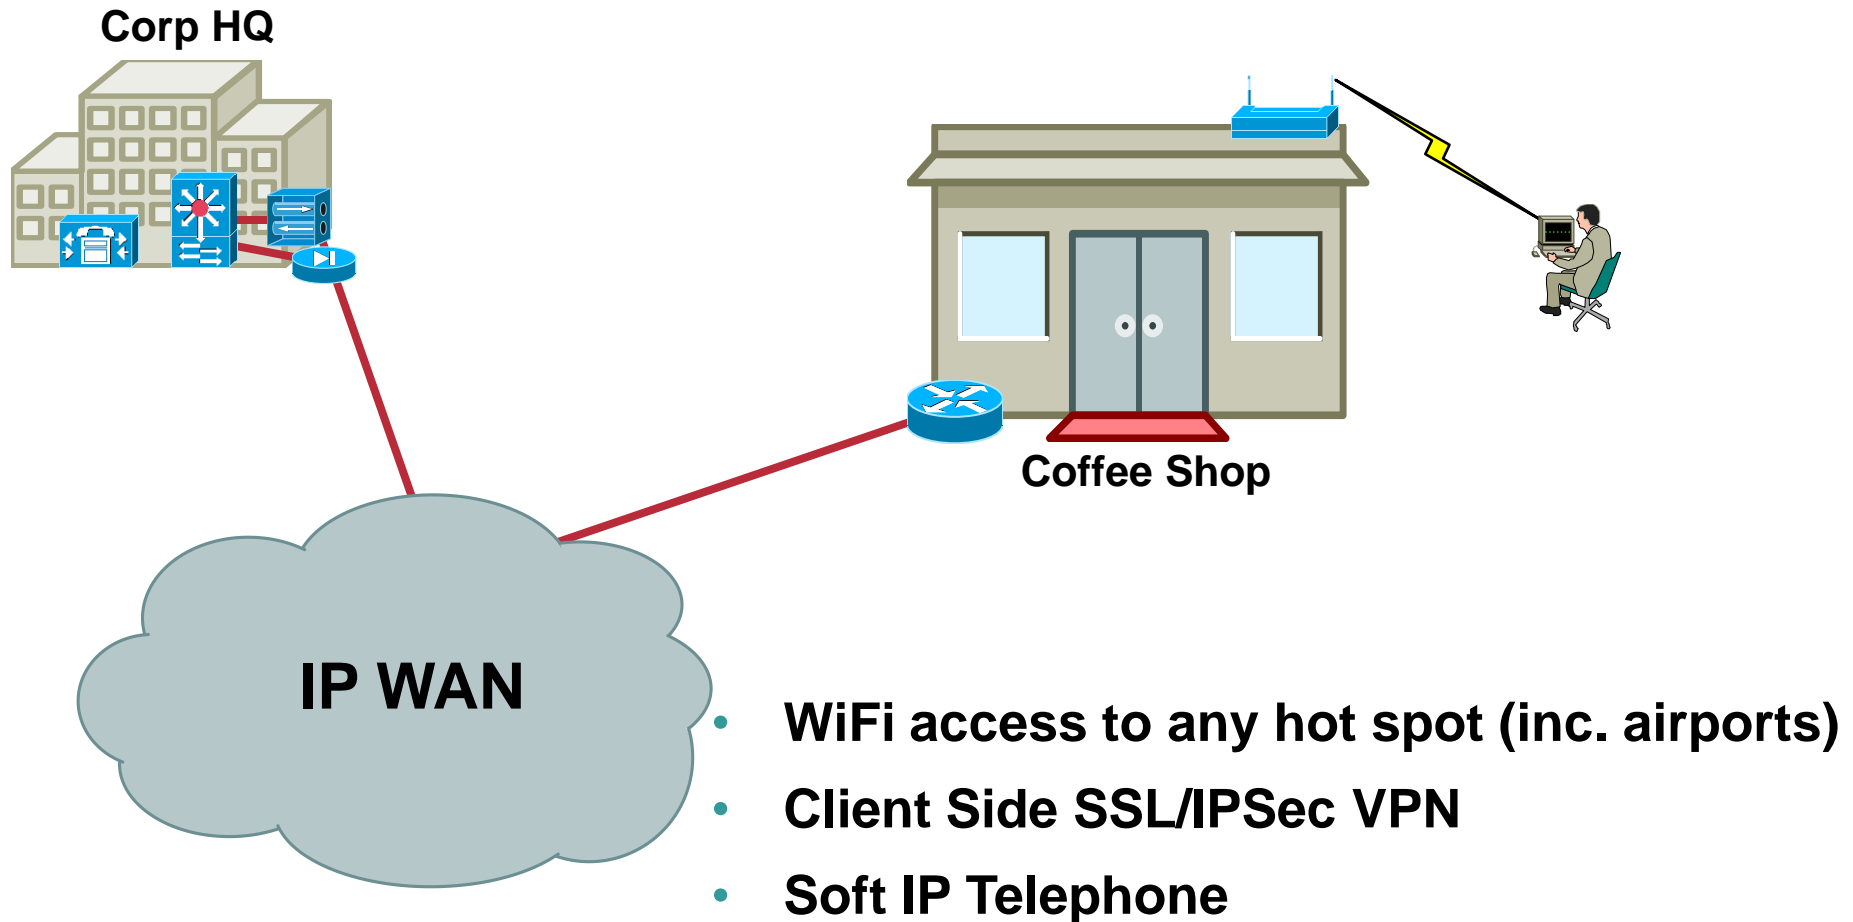 Corp HQ
Coffee Shop
IP WAN
• WiFi access to any hot spot (inc. airports)
• Client Side SSL/IPSec VPN
• Soft IP Telephone